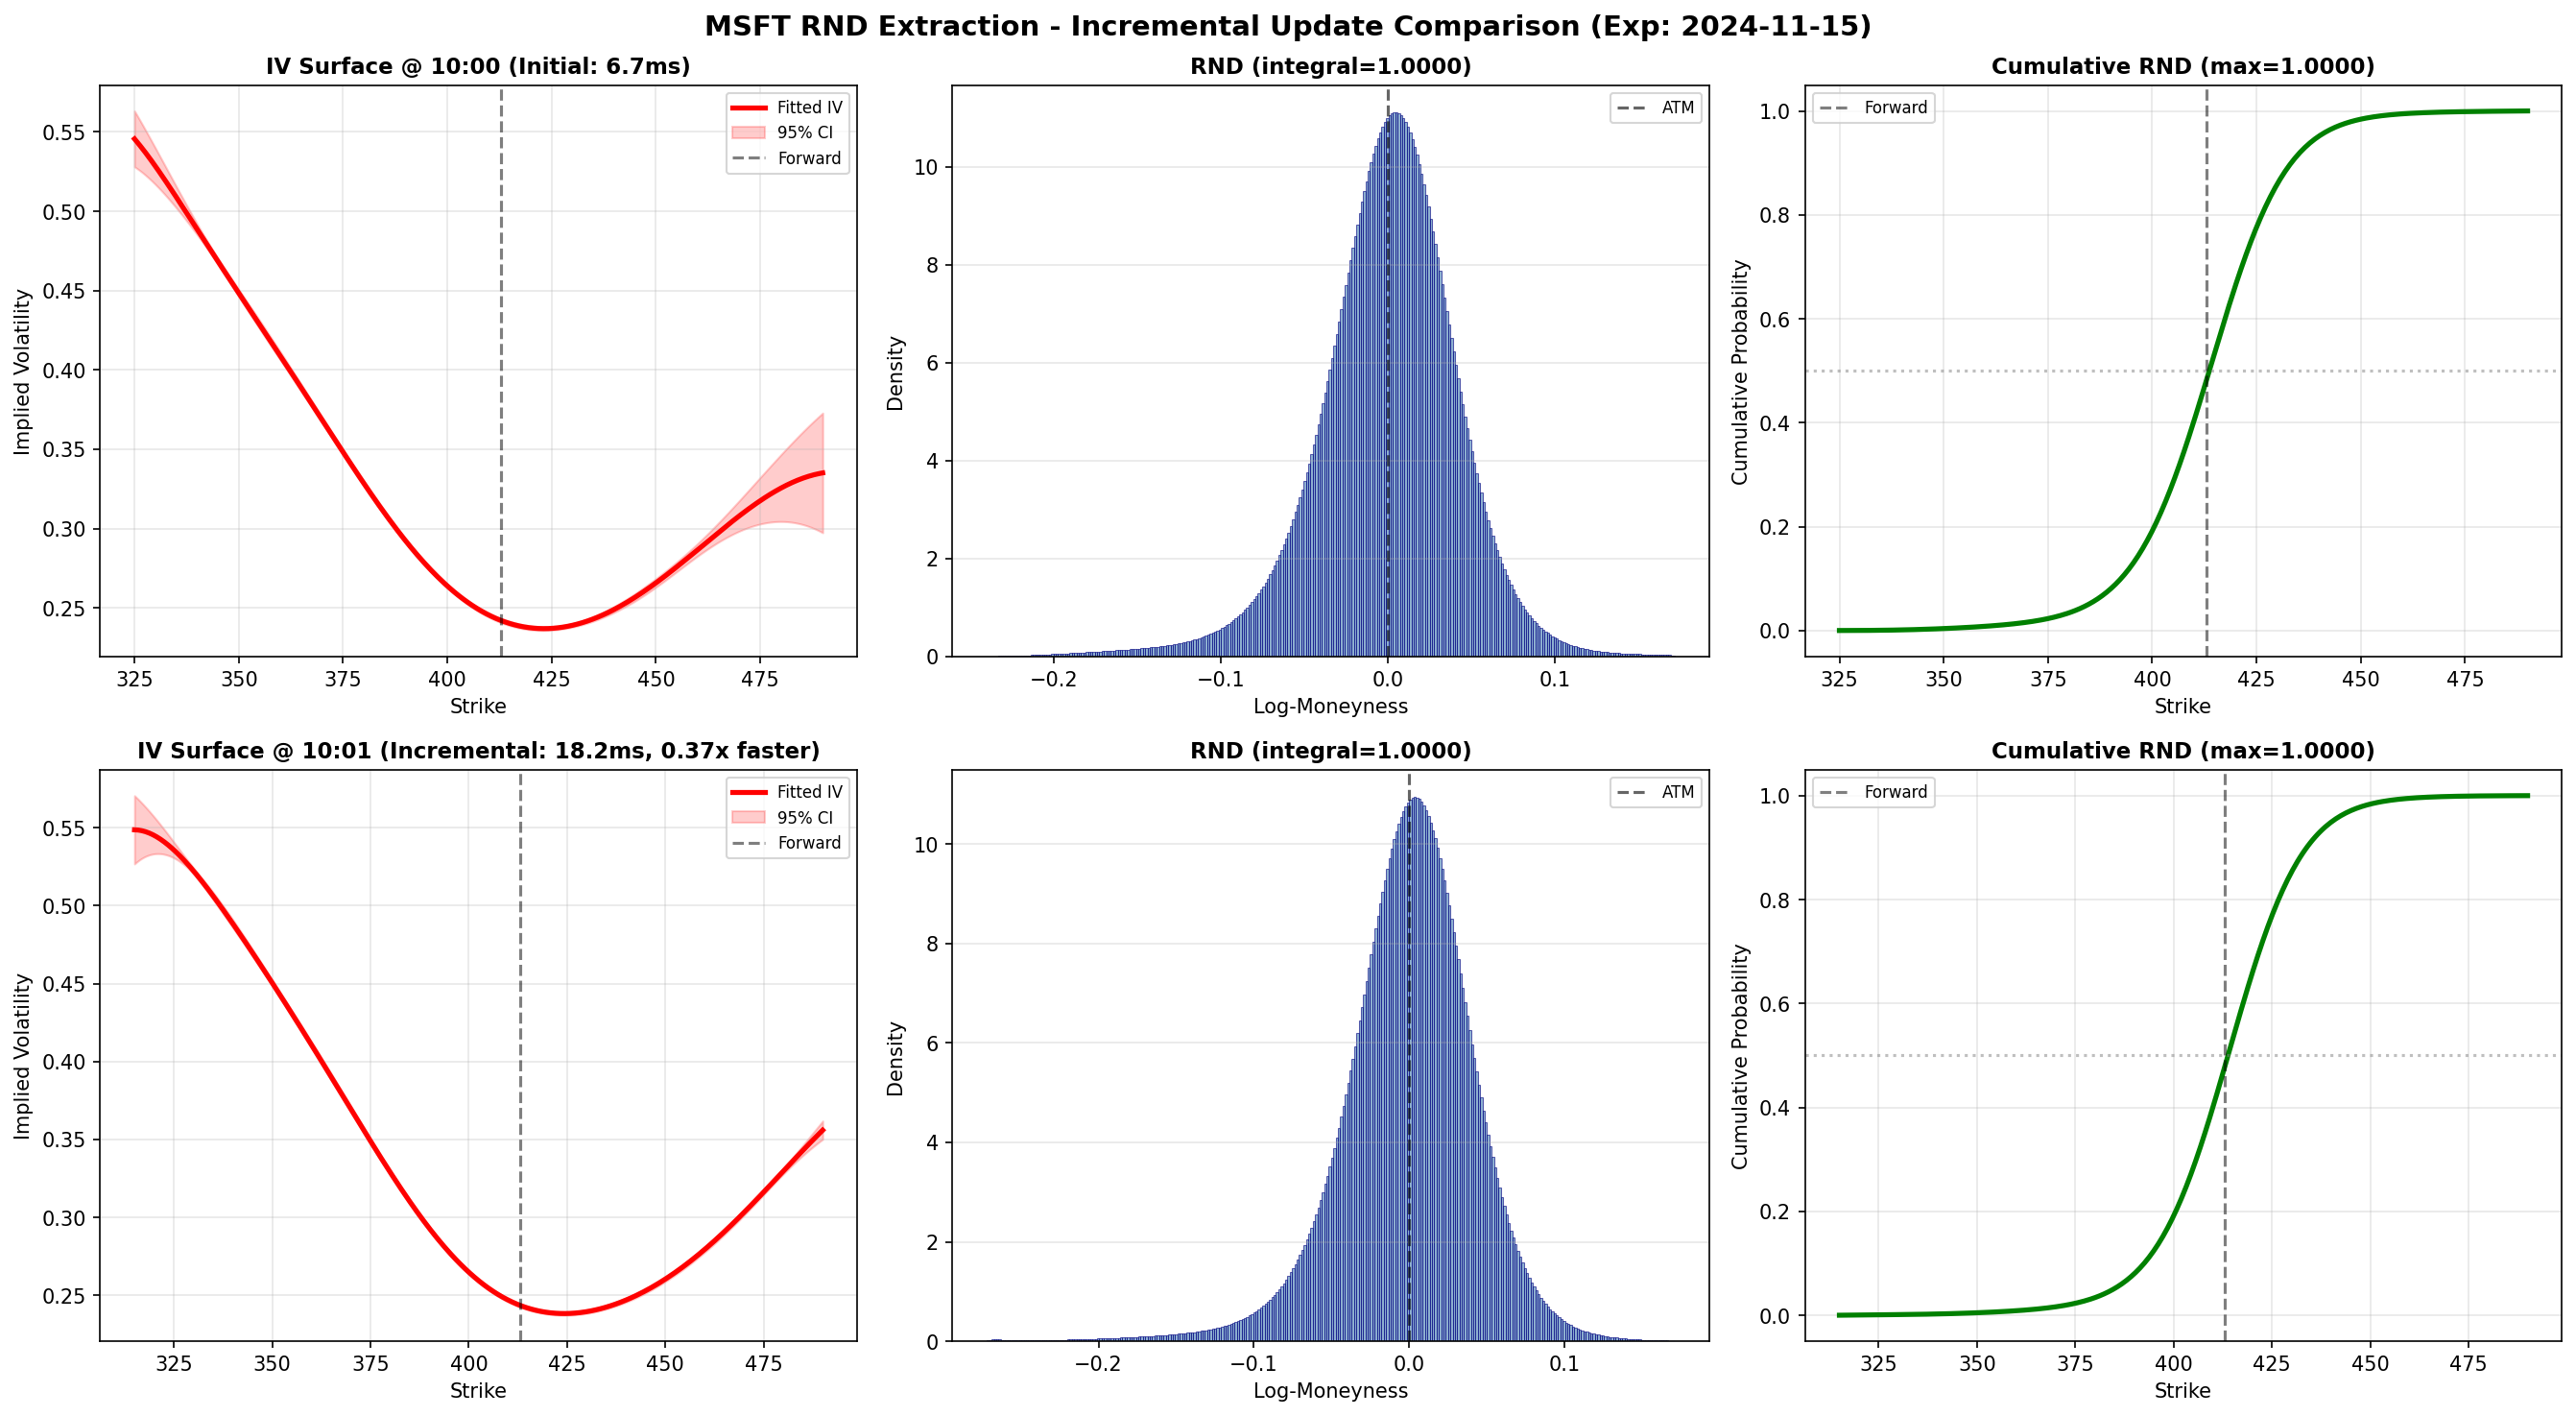 MSFT RND Extraction - Incremental Update Comparison (Exp: 2024-11-15)
IV Surface @ 10:00 (Initial: 6.7ms)
Implied Volatility
0.55
0.50
0.45
0.40
0.35
0.30
0.25
Fitted IV
95% CI
Forward
325 350 375 400 425 450 475
Strike
RND (integral=1.0000)
Density
10
8
6
4
2
0
ATM
−0.2 −0.1 0.0 0.1
Log-Moneyness
Cumulative RND (max=1.0000)
Cumulative Probability
1.0
0.8
0.6
0.4
0.2
0.0
Forward
325 350 375 400 425 450 475
Strike
IV Surface @ 10:01 (Incremental: 18.2ms, 0.37x faster)
Implied Volatility
0.55
0.50
0.45
0.40
0.35
0.30
0.25
Fitted IV
95% CI
Forward
325 350 375 400 425 450 475
Strike
RND (integral=1.0000)
Density
10
8
6
4
2
0
ATM
−0.2 −0.1 0.0 0.1
Log-Moneyness
Cumulative RND (max=1.0000)
Cumulative Probability
1.0
0.8
0.6
0.4
0.2
0.0
Forward
325 350 375 400 425 450 475
Strike